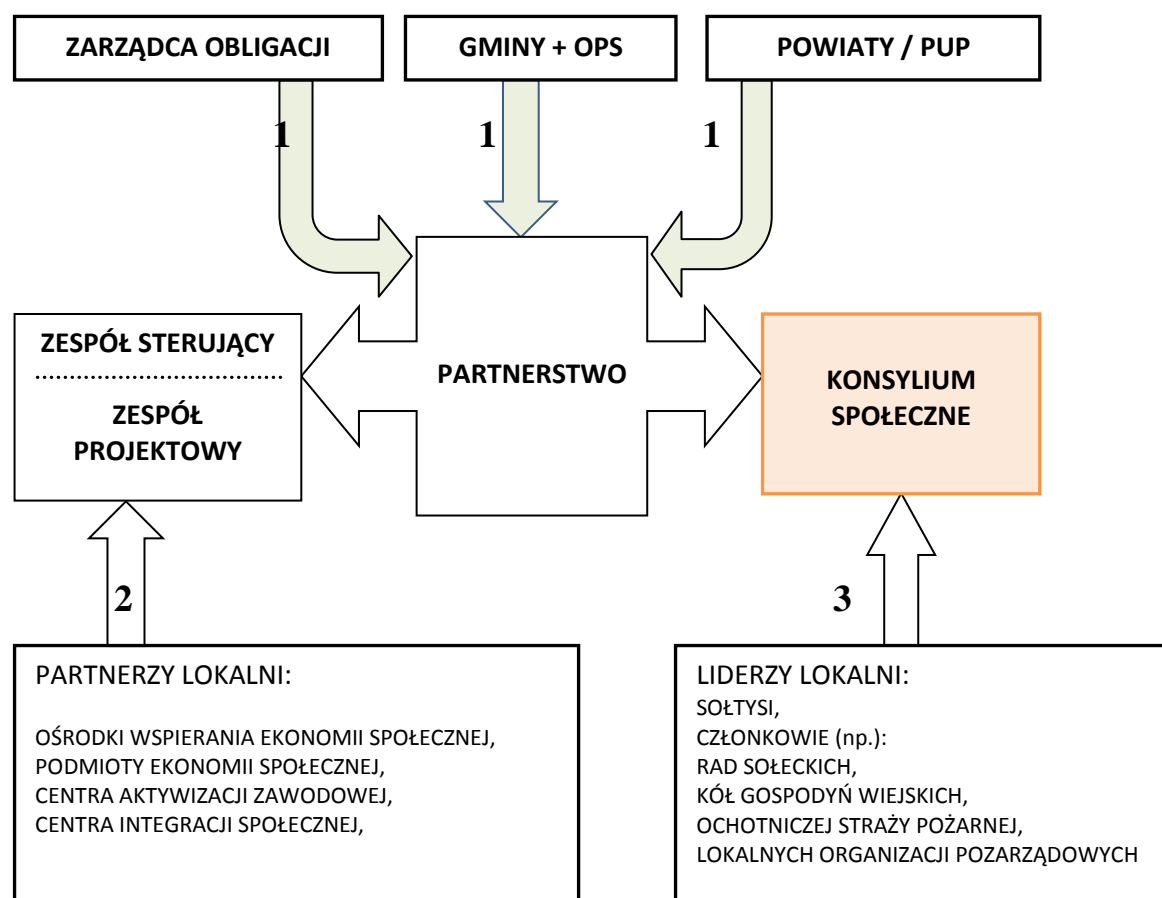 ZARZĄDCA OBLIGACJI
GMINY + OPS
POWIATY / PUP
1
1
1
ZESPÓŁ STERUJĄCY
……………………………
ZESPÓŁ
PROJEKTOWY
PARTNERSTWO
KONSYLIUM
SPOŁECZNE
2
3
PARTNERZY LOKALNI:
OŚRODKI WSPIERANIA EKONOMII SPOŁECZNEJ,
PODMIOTY EKONOMII SPOŁECZNEJ,
CENTRA AKTYWIZACJI ZAWODOWEJ,
CENTRA INTEGRACJI SPOŁECZNEJ,
LIDERZY LOKALNI:
SOŁTYSI,
CZŁONKOWIE (np.):
RAD SOŁECKICH,
KÓŁ GOSPODYŃ WIEJSKICH,
OCHOTNICZEJ STRAŻY POŻARNEJ,
LOKALNYCH ORGANIZACJI POZARZĄDOWYCH